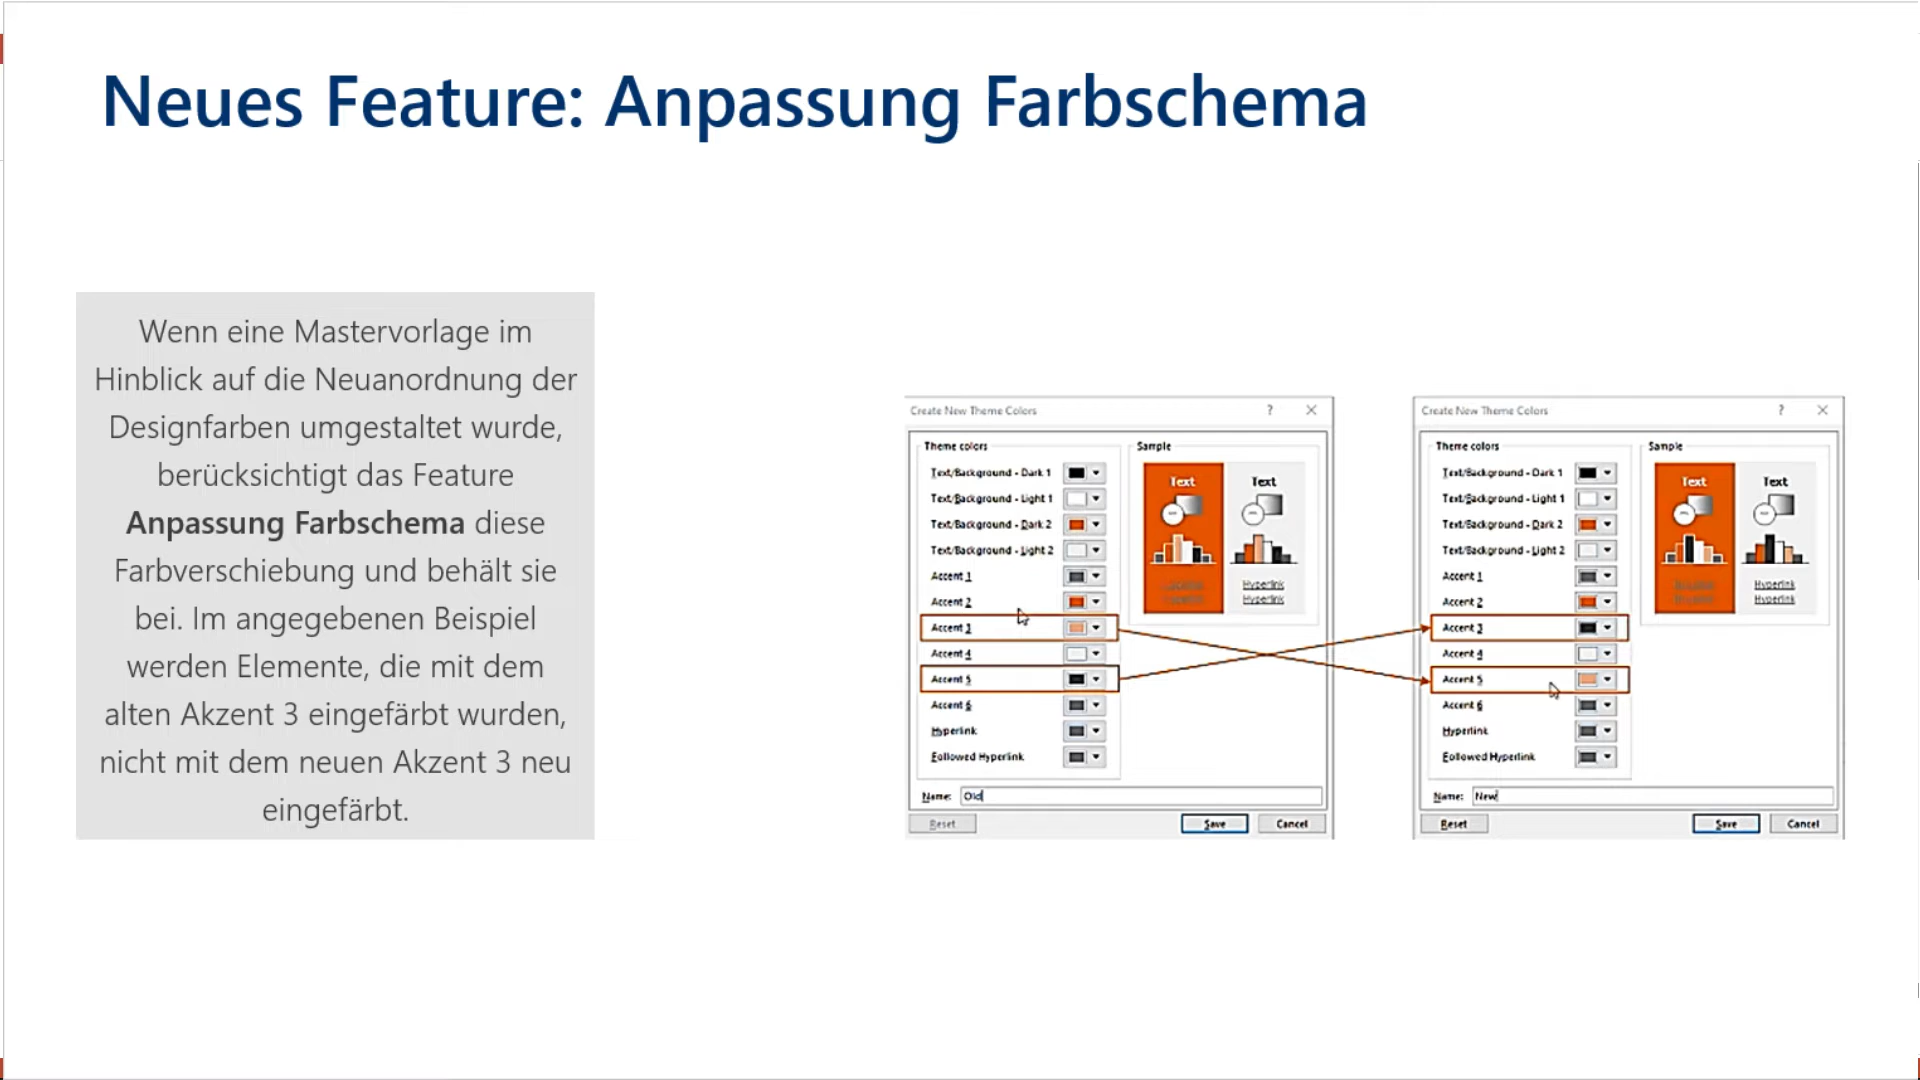 Neues Feature: Anpassung Farbschema
Wenn eine Mastervorlage im
Hinblick auf die Neuanordnung der
Designfarben umgestaltet wurde,
berücksichtigt das Feature
Anpassung Farbschema diese
Farbverschiebung und behält sie
bei. Im angegebenen Beispiel
werden Elemente, die mit dem
alten Akzent 3 eingefärbt wurden,
nicht mit dem neuen Akzent 3 neu
eingefärbt.
Create New Theme Colors
Theme colors
Text/Background - Dark 1
Text/Background - Light 1
Text/Background - Dark 2
Text/Background - Light 2
Accent 1
Accent 2
Accent 3
Accent 4
Accent 5
Accent 6
Hyperlink
Followed Hyperlink
Sample
Text
Text
Hyperlink
Hyperlink
Name: Old
Reset
Save
Cancel
Create New Theme Colors
Theme colors
Text/Background - Dark 1
Text/Background - Light 1
Text/Background - Dark 2
Text/Background - Light 2
Accent 1
Accent 2
Accent 3
Accent 4
Accent 5
Accent 6
Hyperlink
Followed Hyperlink
Sample
Text
Text
Hyperlink
Hyperlink
Name: New
Reset
Save
Cancel